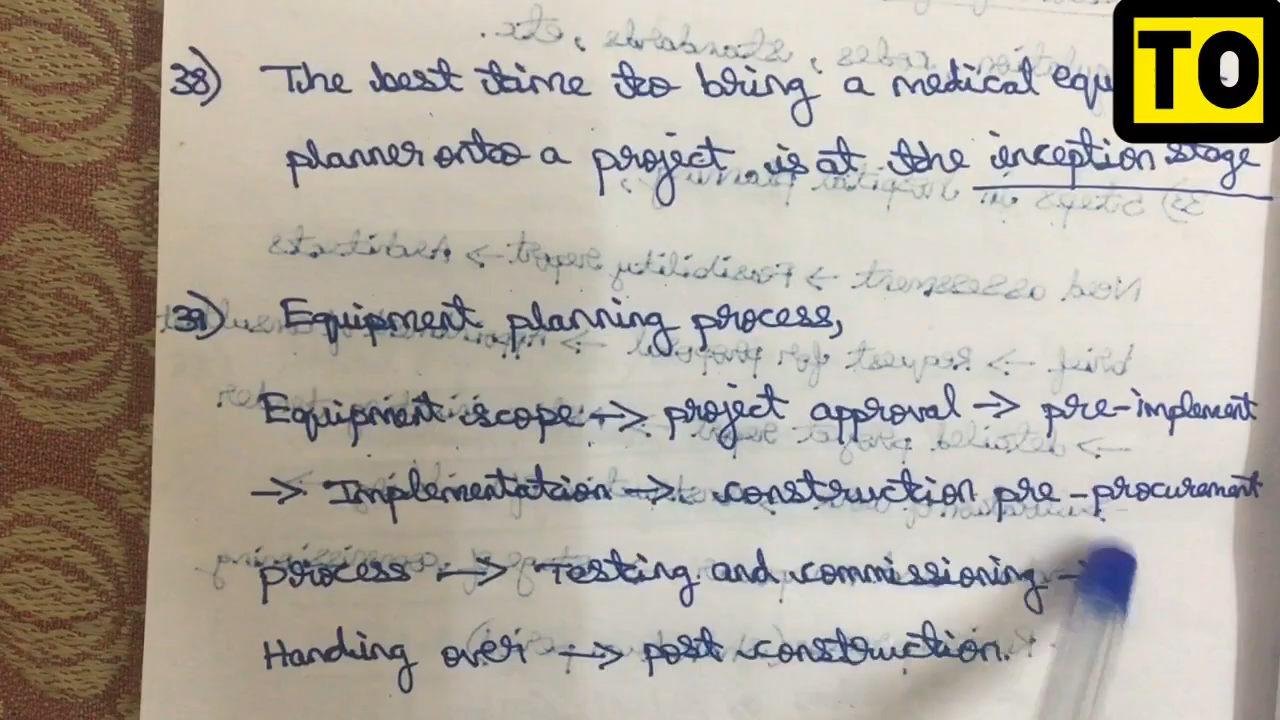 TO
38) The best time to bring a medical equ
planner onto a project is at the inception stage
39) Equipment planning process,
Equipment scope → project approval → pre-implement
→ Implementation → construction pre-procurement
process → Testing and commissioning →
Handing over → post construction.